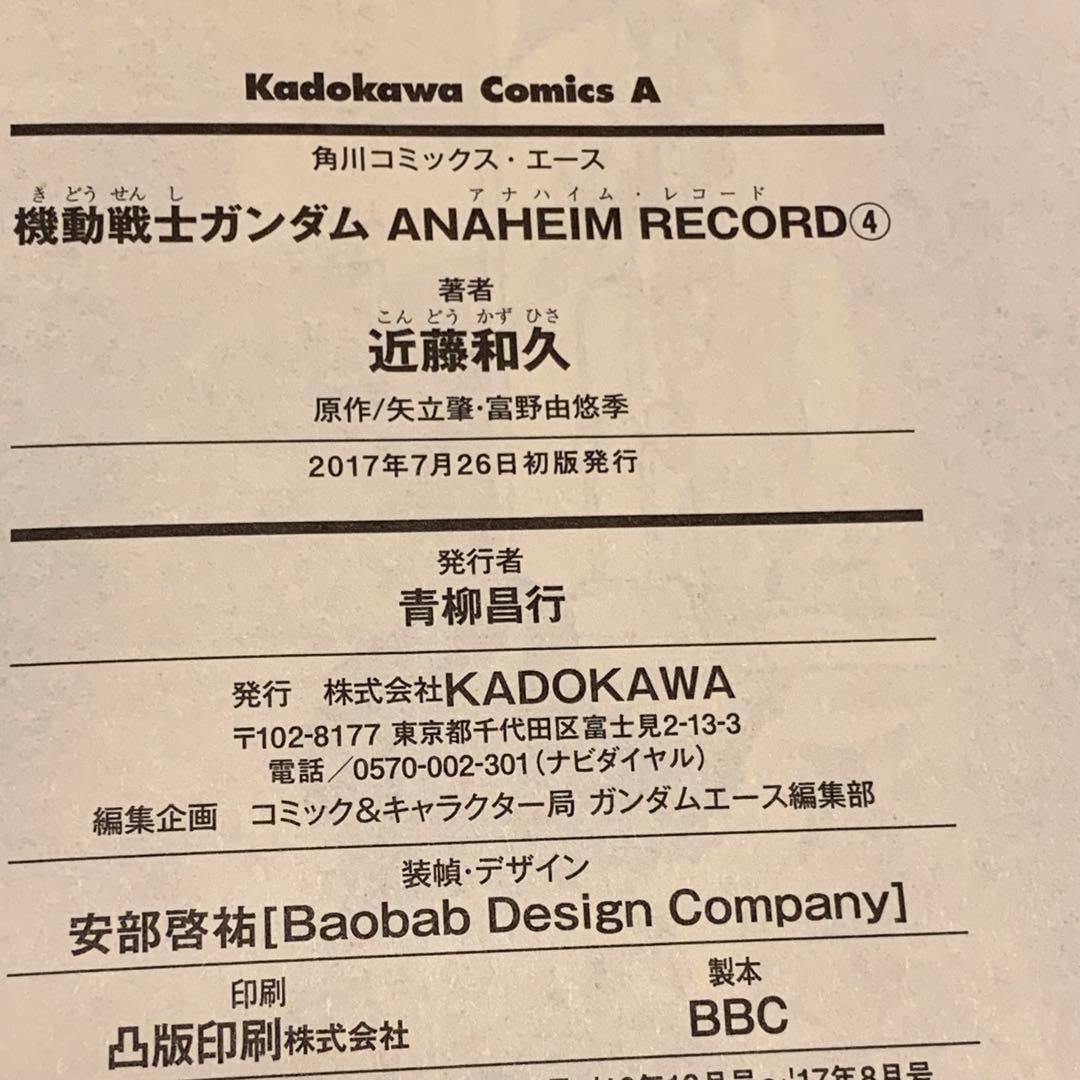 Kadokawa Comics A
角川コミックス・エース
き どう せん し アナハイム・レコード
機動戦士ガンダム ANAHEIM RECORD④
著者
こん どう かず ひさ
近藤和久
原作/矢立肇・富野由悠季
2017年7月26日初版発行
発行者
青柳昌行
発行 株式会社KADOKAWA
〒102-8177 東京都千代田区富士見2-13-3
電話/0570-002-301(ナビダイヤル)
編集企画 コミック&キャラクター局 ガンダムエース編集部
装幀・デザイン
安部啓祐[Baobab Design Company]
印刷 製本
凸版印刷株式会社 BBC
'17年8月号